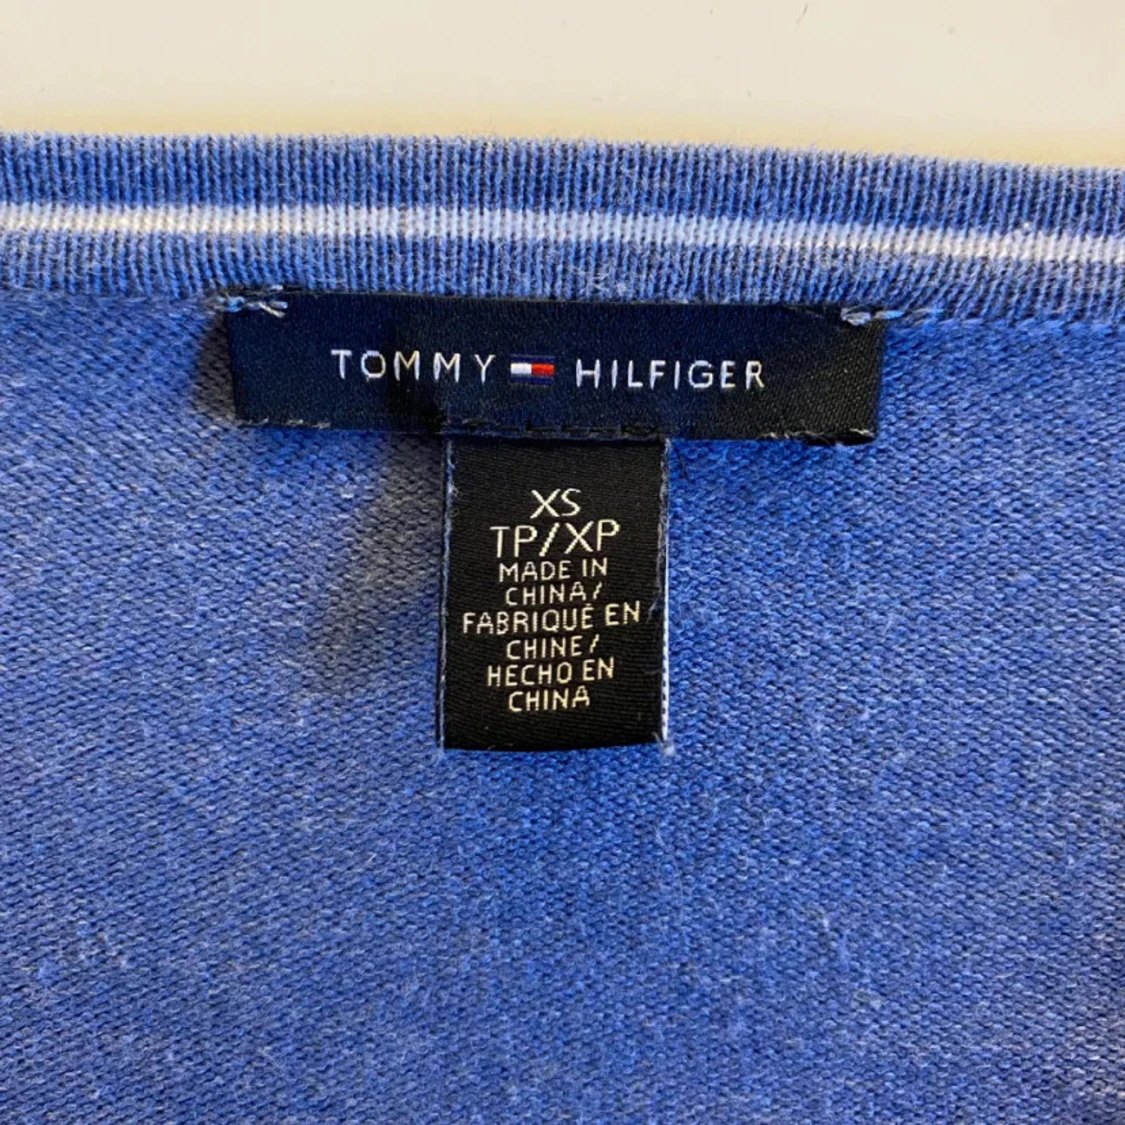 TOMMY HILFIGER
XS
TP/XP
MADE IN
CHINA/
FABRIQUÉ EN
CHINE/
HECHO EN
CHINA